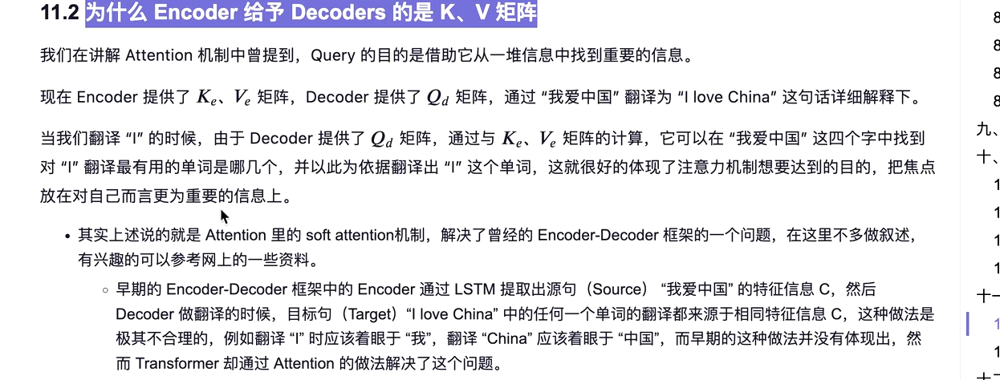 11.2 为什么 Encoder 给予 Decoders 的是 K、V 矩阵
我们在讲解 Attention 机制中曾提到，Query 的目的是借助它从一堆信息中找到重要的信息。
现在 Encoder 提供了 Kₑ、Vₑ 矩阵，Decoder 提供了 Q_d 矩阵，通过 “我爱中国” 翻译为 “I love China” 这句话详细解释下。
当我们翻译 “I” 的时候，由于 Decoder 提供了 Q_d 矩阵，通过与 Kₑ、Vₑ 矩阵的计算，它可以在 “我爱中国” 这四个字中找到
对 “I” 翻译最有用的单词是哪几个，并以此为依据翻译出 “I” 这个单词，这就很好的体现了注意力机制想要达到的目的，把焦点
放在对自己而言更为重要的信息上。
• 其实上述说的就是 Attention 里的 soft attention机制，解决了曾经的 Encoder-Decoder 框架的一个问题，在这里不多做叙述，
有兴趣的可以参考网上的一些资料。
◦ 早期的 Encoder-Decoder 框架中的 Encoder 通过 LSTM 提取出源句（Source） “我爱中国” 的特征信息 C，然后
Decoder 做翻译的时候，目标句（Target）“I love China” 中的任何一个单词的翻译都来源于相同特征信息 C，这种做法是
极其不合理的，例如翻译 “I” 时应该着眼于 “我”，翻译 “China” 应该着眼于 “中国”，而早期的这种做法并没有体现出，然
而 Transformer 却通过 Attention 的做法解决了这个问题。
8
8
8
8
九、
十、
1
1
1
1
十一
1
1